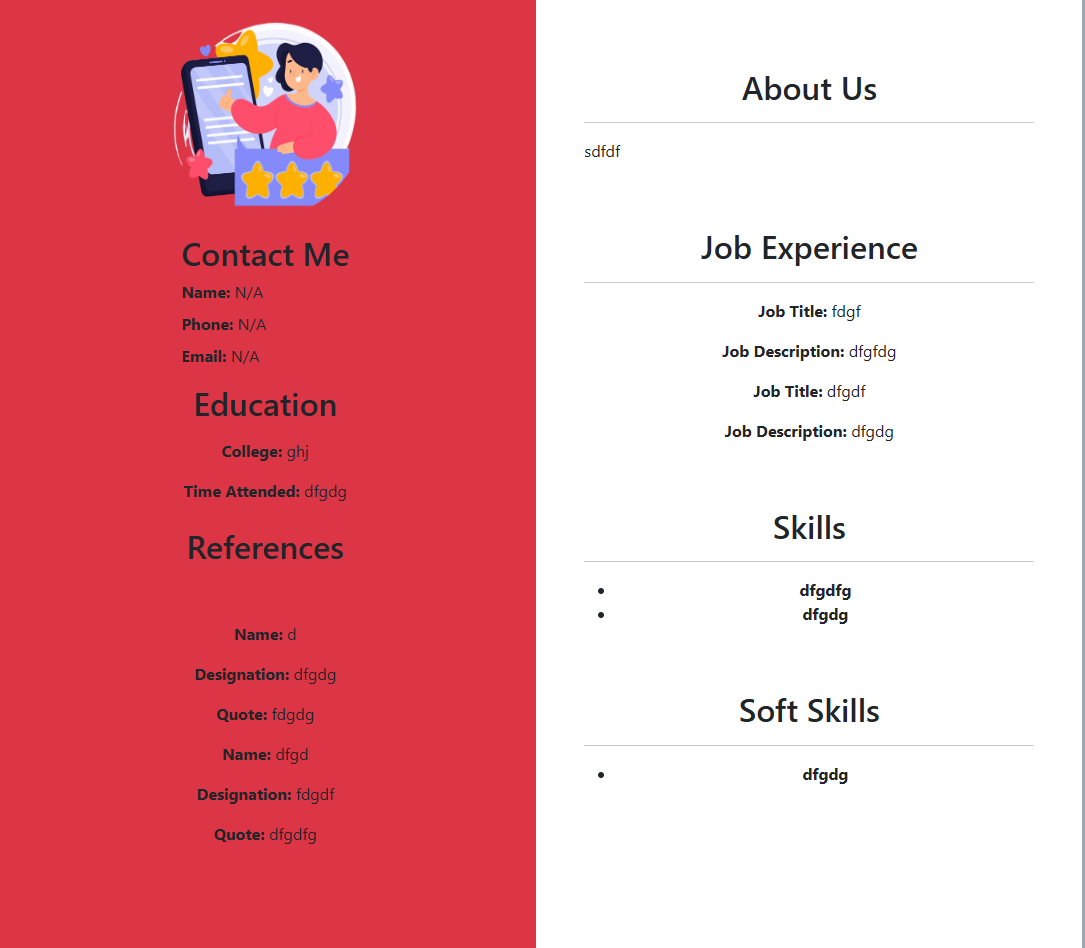 Contact Me
Name: N/A
Phone: N/A
Email: N/A
Education
College: ghj
Time Attended: dfgdg
References
Name: d
Designation: dfgdg
Quote: fdgdg
Name: dfgd
Designation: fdgdf
Quote: dfgdfg
About Us
sdfdf
Job Experience
Job Title: fdgf
Job Description: dfgfdg
Job Title: dfgdf
Job Description: dfgdg
Skills
• dfgdfg
• dfgdg
Soft Skills
• dfgdg